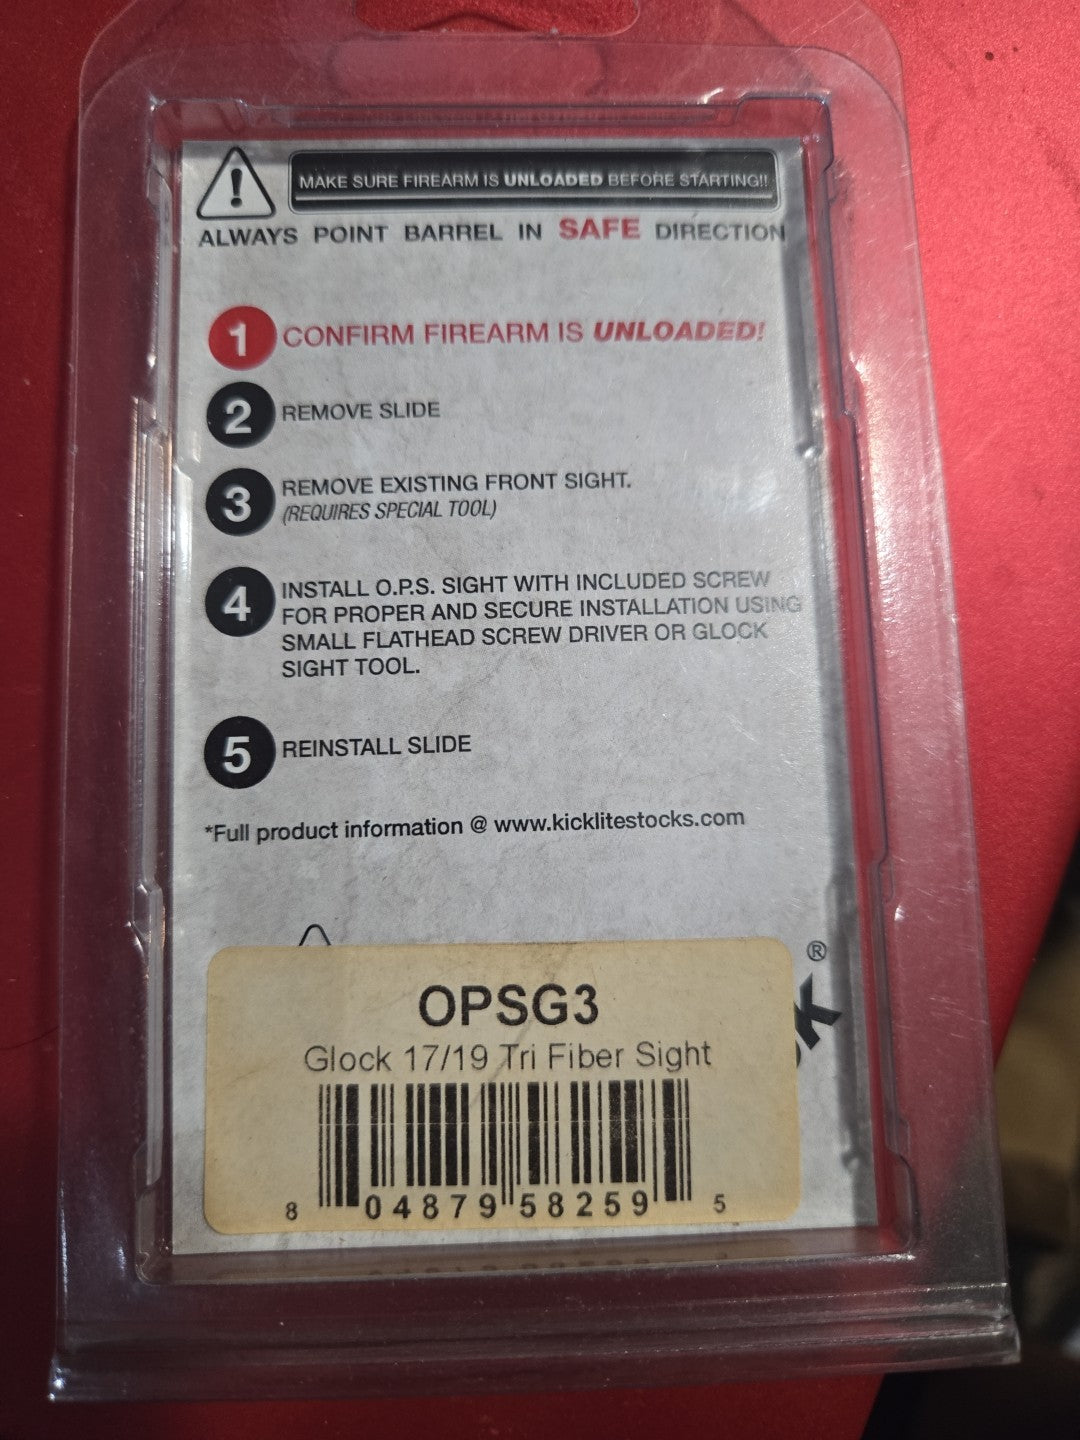 MAKE SURE FIREARM IS UNLOADED BEFORE STARTING!!
ALWAYS POINT BARREL IN SAFE DIRECTION
1 CONFIRM FIREARM IS UNLOADED!
2 REMOVE SLIDE
3 REMOVE EXISTING FRONT SIGHT.
(REQUIRES SPECIAL TOOL)
4 INSTALL O.P.S. SIGHT WITH INCLUDED SCREW
FOR PROPER AND SECURE INSTALLATION USING
SMALL FLATHEAD SCREW DRIVER OR GLOCK
SIGHT TOOL.
5 REINSTALL SLIDE
*Full product information @ www.kicklitestocks.com
®
OPSG3
Glock 17/19 Tri Fiber Sight
8 04879 58259 5